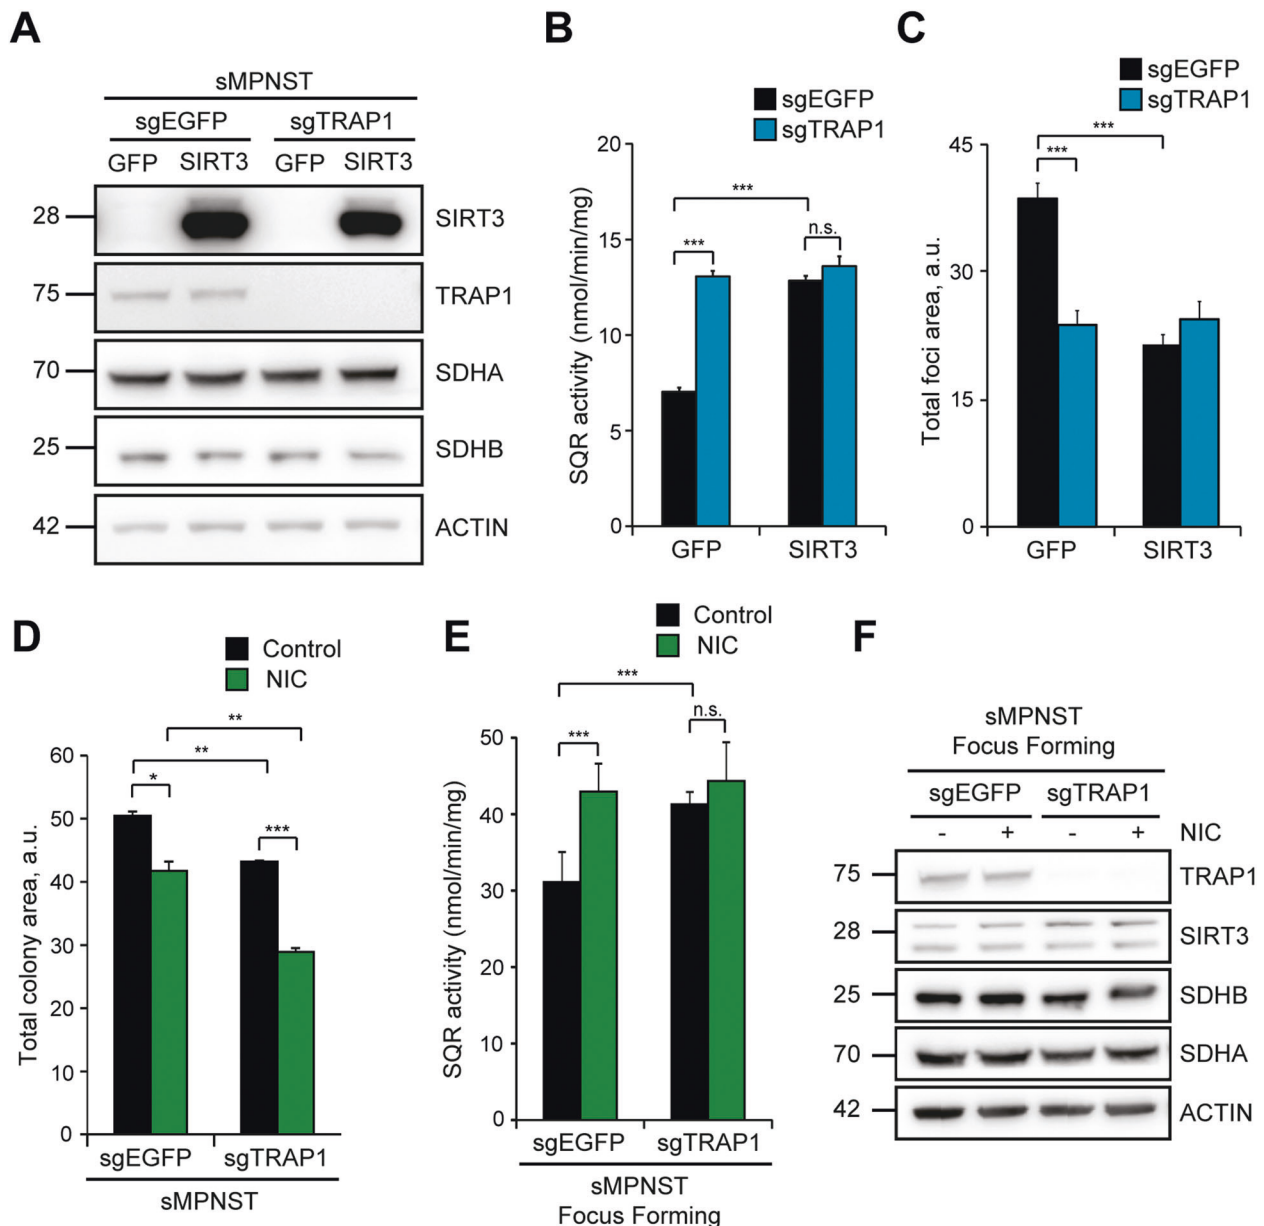 A
sMPNST
sgEGFP sgTRAP1
GFP SIRT3 GFP SIRT3
28 SIRT3
75 TRAP1
70 SDHA
25 SDHB
42 ACTIN
B
sgEGFP
sgTRAP1
SQR activity (nmol/min/mg)
20
15
10
5
0
***
***
n.s.
GFP SIRT3
C
sgEGFP
sgTRAP1
Total foci area, a.u.
45
30
15
0
***
***
GFP SIRT3
D
Control
NIC
Total colony area, a.u.
60
50
40
30
20
10
0
**
**
*
***
sgEGFP sgTRAP1
sMPNST
E
Control
NIC
SQR activity (nmol/min/mg)
50
40
30
20
10
0
***
***
n.s.
sgEGFP sgTRAP1
sMPNST
Focus Forming
F
sMPNST
Focus Forming
sgEGFP sgTRAP1
- + - + NIC
75 TRAP1
28 SIRT3
25 SDHB
70 SDHA
42 ACTIN